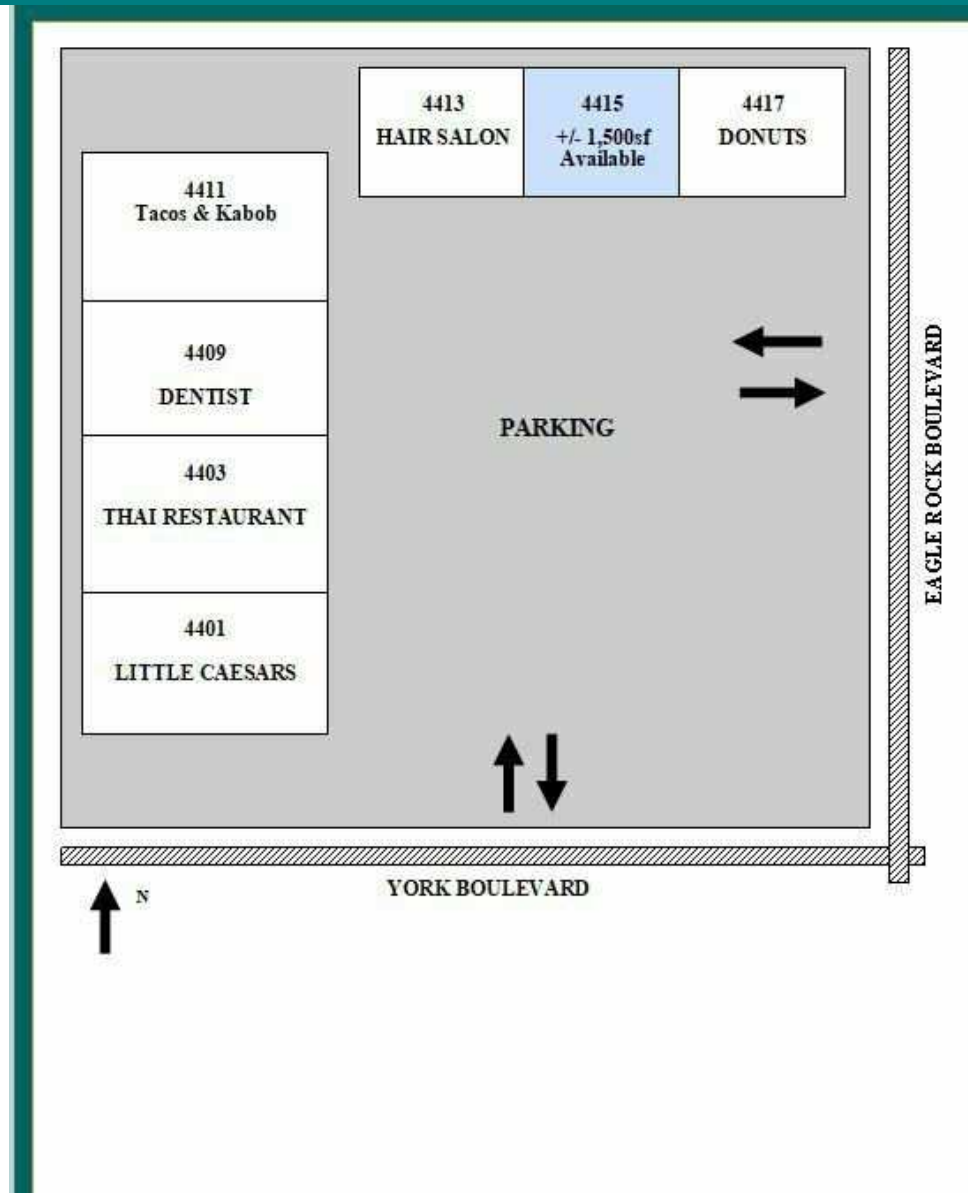 4413
HAIR SALON
4415
+/- 1,500sf
Available
4417
DONUTS
4411
Tacos & Kabob
4409
DENTIST
4403
THAI RESTAURANT
4401
LITTLE CAESARS
PARKING
EAGLE ROCK BOULEVARD
YORK BOULEVARD
N